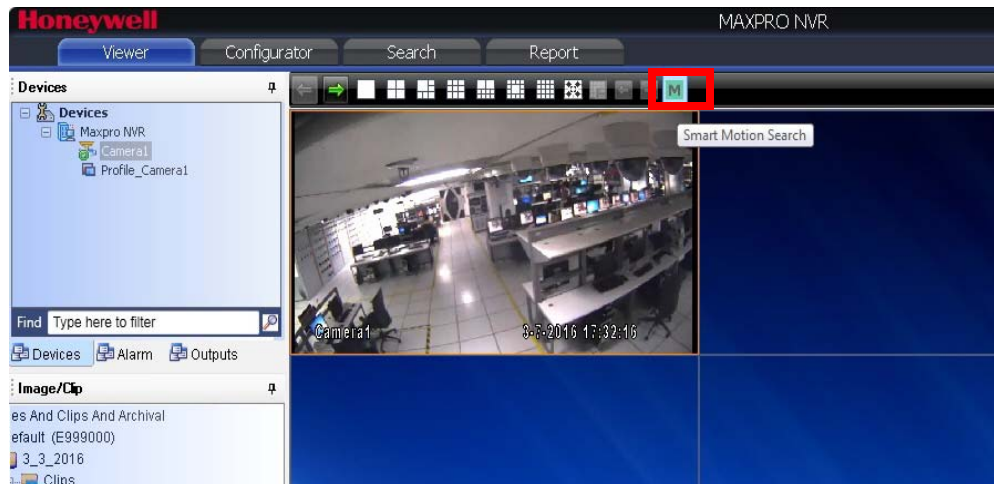 Honeywell
MAXPRO NVR
Viewer Configurator Search Report
Devices
M
Smart Motion Search
Devices
Maxpro NVR
Camera1
Profile_Camera1
Camera1 3-7-2016 17:32:16
Find Type here to filter
Devices Alarm Outputs
Image/Clip
es And Clips And Archival
efault (E999000)
3_3_2016
Clips